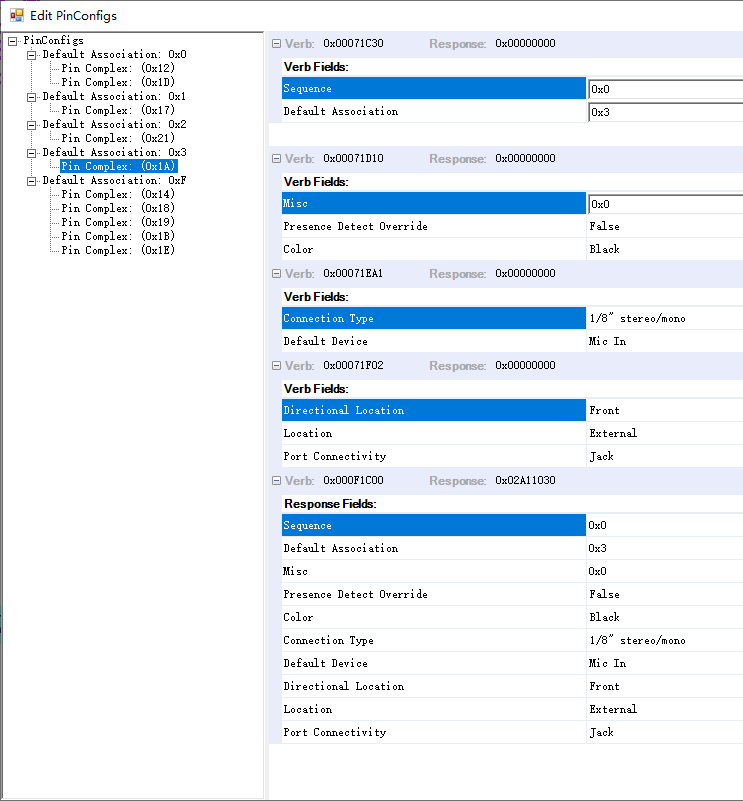 Edit PinConfigs
PinConfigs
Default Association: 0x0
Pin Complex: (0x12)
Pin Complex: (0x1D)
Default Association: 0x1
Pin Complex: (0x17)
Default Association: 0x2
Pin Complex: (0x21)
Default Association: 0x3
Pin Complex: (0x1A)
Default Association: 0xF
Pin Complex: (0x14)
Pin Complex: (0x18)
Pin Complex: (0x19)
Pin Complex: (0x1B)
Pin Complex: (0x1E)
Verb: 0x00071C30 Response: 0x00000000
Verb Fields:
Sequence 0x0
Default Association 0x3
Verb: 0x00071D10 Response: 0x00000000
Verb Fields:
Misc 0x0
Presence Detect Override False
Color Black
Verb: 0x00071EA1 Response: 0x00000000
Verb Fields:
Connection Type 1/8" stereo/mono
Default Device Mic In
Verb: 0x00071F02 Response: 0x00000000
Verb Fields:
Directional Location Front
Location External
Port Connectivity Jack
Verb: 0x000F1C00 Response: 0x02A11030
Response Fields:
Sequence 0x0
Default Association 0x3
Misc 0x0
Presence Detect Override False
Color Black
Connection Type 1/8" stereo/mono
Default Device Mic In
Directional Location Front
Location External
Port Connectivity Jack